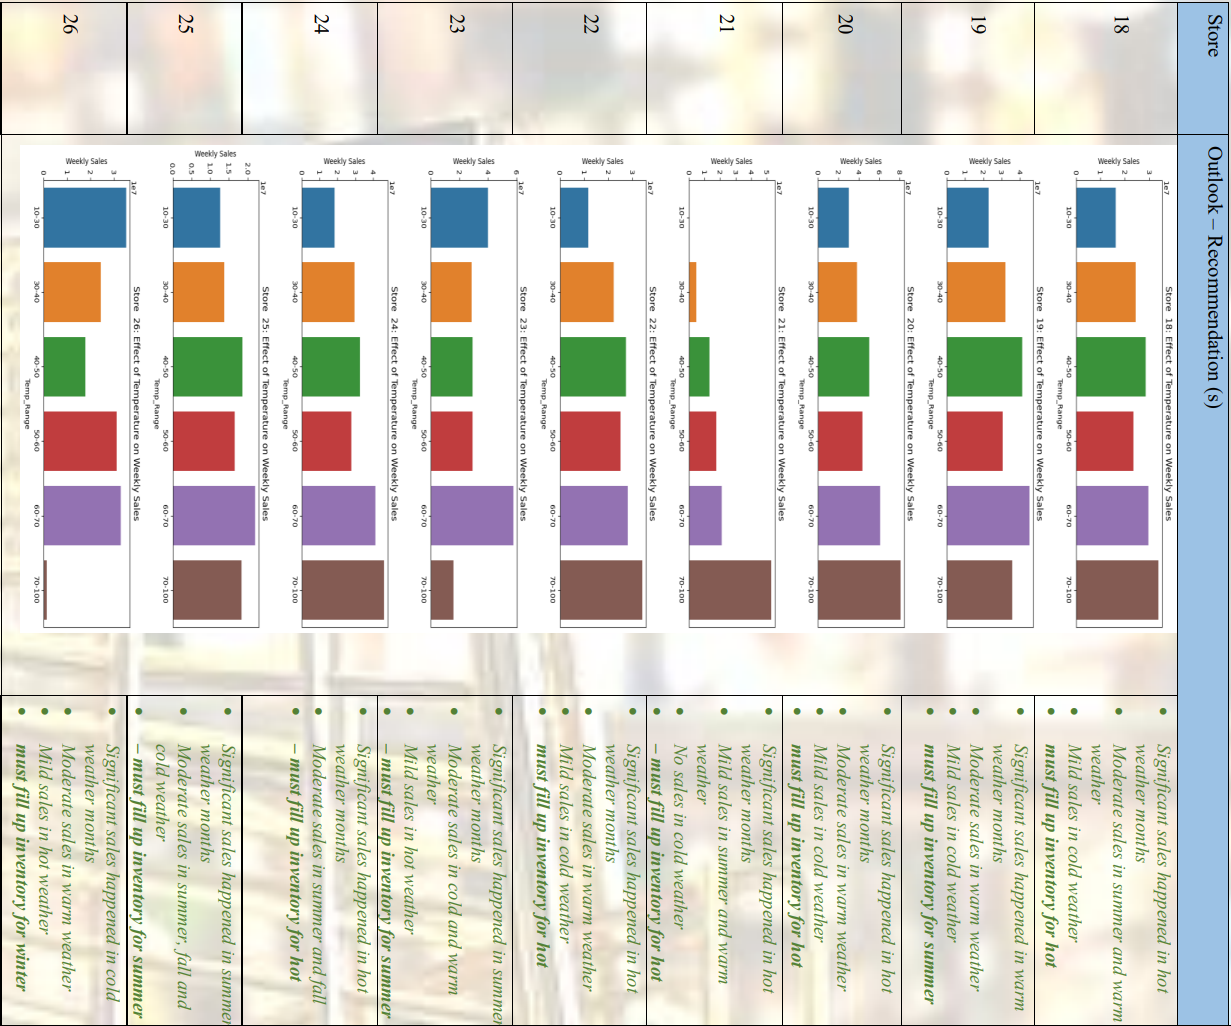 Store
Outlook – Recommendation (s)
18
Store 18: Effect of Temperature on Weekly Sales
1e7
3
2
1
0
Weekly Sales
10-30 30-40 40-50 50-60 60-70 70-100
Temp_Range
• Significant sales happened in hot
weather months
• Moderate sales in summer and warm
weather
• Mild sales in cold weather
• must fill up inventory for hot
19
Store 19: Effect of Temperature on Weekly Sales
1e7
4
3
2
1
0
Weekly Sales
10-30 30-40 40-50 50-60 60-70 70-100
Temp_Range
• Significant sales happened in warm
weather months
• Moderate sales in warm weather
• Mild sales in cold weather
• must fill up inventory for summer
20
Store 20: Effect of Temperature on Weekly Sales
1e7
8
6
4
2
0
Weekly Sales
10-30 30-40 40-50 50-60 60-70 70-100
Temp_Range
• Significant sales happened in hot
weather months
• Moderate sales in warm weather
• Mild sales in cold weather
• must fill up inventory for hot
21
Store 21: Effect of Temperature on Weekly Sales
1e7
5
4
3
2
1
0
Weekly Sales
10-30 30-40 40-50 50-60 60-70 70-100
Temp_Range
• Significant sales happened in hot
weather months
• Mild sales in summer and warm
weather
• No sales in cold weather
• – must fill up inventory for hot
22
Store 22: Effect of Temperature on Weekly Sales
1e7
3
2
1
0
Weekly Sales
10-30 30-40 40-50 50-60 60-70 70-100
Temp_Range
• Significant sales happened in hot
weather months
• Moderate sales in warm weather
• Mild sales in cold weather
• must fill up inventory for hot
23
Store 23: Effect of Temperature on Weekly Sales
1e7
6
4
2
0
Weekly Sales
10-30 30-40 40-50 50-60 60-70 70-100
Temp_Range
• Significant sales happened in summer
weather months
• Moderate sales in cold and warm
weather
• Mild sales in hot weather
• – must fill up inventory for summer
24
Store 24: Effect of Temperature on Weekly Sales
1e7
4
3
2
1
0
Weekly Sales
10-30 30-40 40-50 50-60 60-70 70-100
Temp_Range
• Significant sales happened in hot
weather months
• Moderate sales in summer and fall
• – must fill up inventory for hot
25
Store 25: Effect of Temperature on Weekly Sales
1e7
2.0
1.5
1.0
0.5
0.0
Weekly Sales
10-30 30-40 40-50 50-60 60-70 70-100
Temp_Range
• Significant sales happened in summer
weather months
• Moderate sales in summer, fall and
cold weather
• – must fill up inventory for summer
26
Store 26: Effect of Temperature on Weekly Sales
1e7
3
2
1
0
Weekly Sales
10-30 30-40 40-50 50-60 60-70 70-100
Temp_Range
• Significant sales happened in cold
weather months
• Moderate sales in warm weather
• Mild sales in hot weather
• must fill up inventory for winter